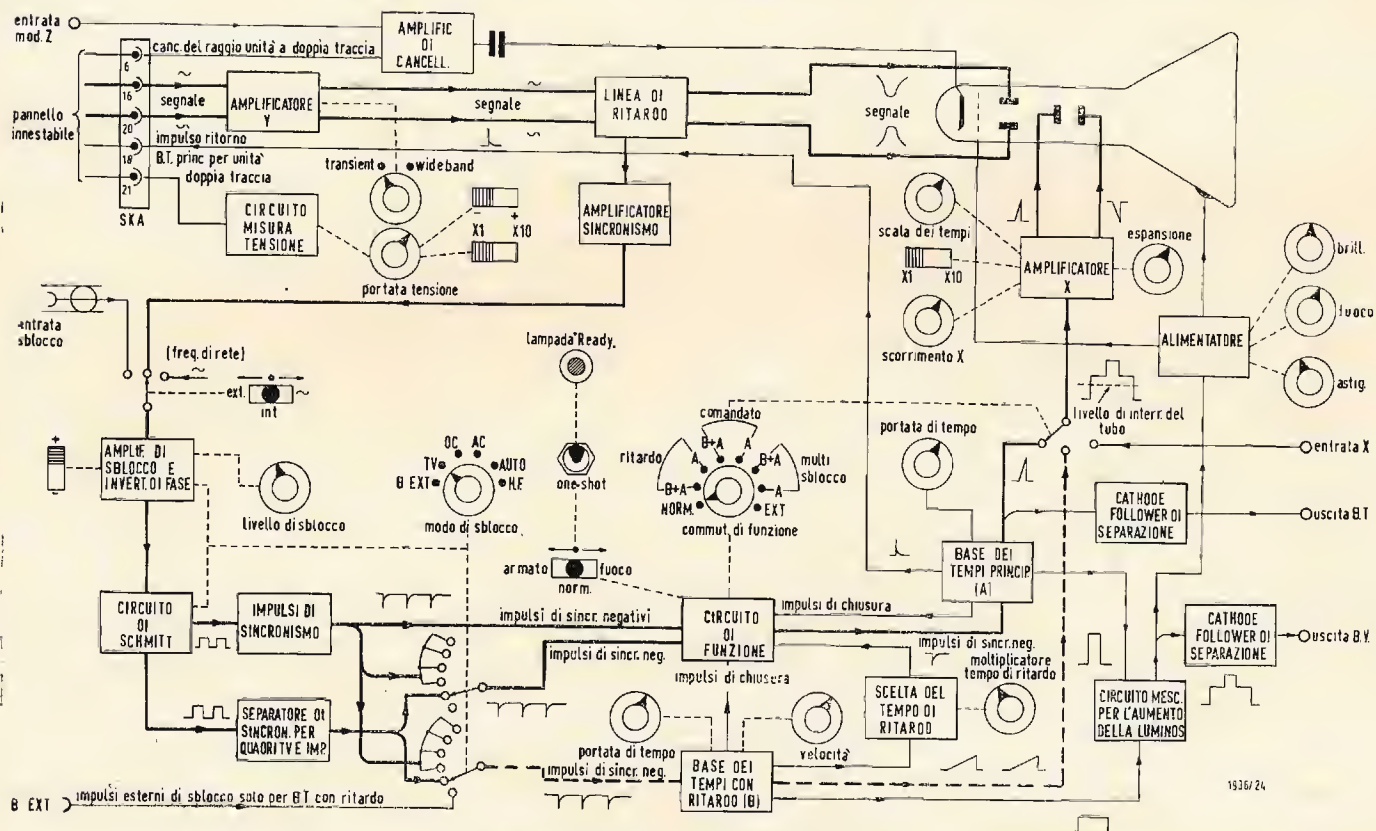 entrata
mod. Z
AMPLIFIC
DI
CANCELL.
canc. del raggio unità a doppia traccia
6
16
20
18
21
SKA
pannello
innestabile
segnale
AMPLIFICATORE
Y
segnale
LINEA DI
RITARDO
segnale
impulso ritorno
B.T. princ per unità
doppia traccia
transient
wideband
CIRCUITO
MISURA
TENSIONE
- +
X1 X10
portata tensione
AMPLIFICATORE
SINCRONISMO
scala dei tempi
X1 X10
scorrimento X
AMPLIFICATORE
X
espansione
ALIMENTATORE
brill.
fuoco
astig.
entrata
sblocco
(freq. di rete)
ext.
int
lampada "Ready"
one-shot
armato
fuoco
norm.
comandato
B+A
A
ritardo
A
B+A
NORM.
B+A
A
multi
sblocco
EXT
commut. di funzione
portata di tempo
livello di interr. del
tubo
entrata X
+
-
AMPLIF. DI
SBLOCCO E
INVERT. DI FASE
livello di sblocco
DC AC
TV
AUTO
B EXT
H.F
modo di sblocco
CATHODE
FOLLOWER DI
SEPARAZIONE
uscita B.T
BASE DEI
TEMPI PRINCIP
(A)
CIRCUITO
DI
SCHMITT
IMPULSI DI
SINCRONISMO
impulsi di sincr. negativi
impulsi di sincr. neg.
CIRCUITO
DI
FUNZIONE
impulsi di chiusura
impulsi di sincr. neg.
impulsi di chiusura
moltiplicatore
tempo di ritardo
CATHODE
FOLLOWER DI
SEPARAZIONE
uscita B.Y.
SEPARATORE DI
SINCRON. PER
QUADRI TV E IMP.
portata di tempo
velocità
SCELTA DEL
TEMPO DI
RITARDO
CIRCUITO MESC.
PER L'AUMENTO
DELLA LUMINOS
impulsi di sincr. neg.
BASE DEI
TEMPI CON
RITARDO (B)
B EXT
impulsi esterni di sblocco solo per B.T. con ritardo
1936/24